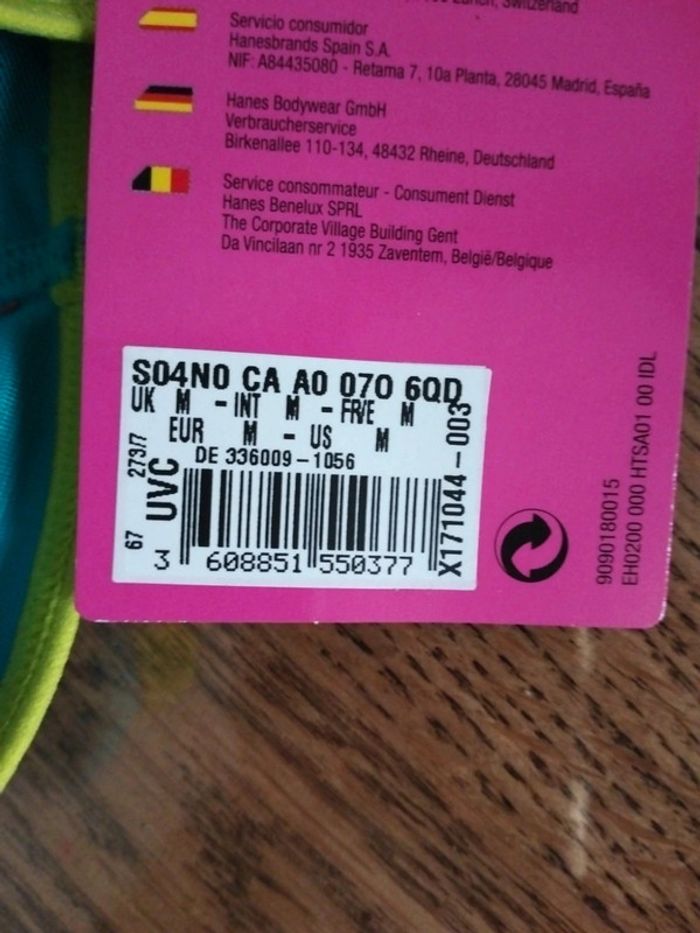 Switzerland
Servicio consumidor
Hanesbrands Spain S.A.
NIF: A84435080 - Retama 7, 10a Planta, 28045 Madrid, España
Hanes Bodywear GmbH
Verbraucherservice
Birkenallee 110-134, 48432 Rheine, Deutschland
Service consommateur - Consument Dienst
Hanes Benelux SPRL
The Corporate Village Building Gent
Da Vincilaan nr 2 1935 Zaventem, België/Belgique
S04N0 CA A0 070 6QD
UK M - INT M - FR/E M
EUR M - US M
DE 336009-1056
67 273/7
UVC
X171044-003
3 608851 550377
9090180015
EH0200 000 HTSA01 00 IDL